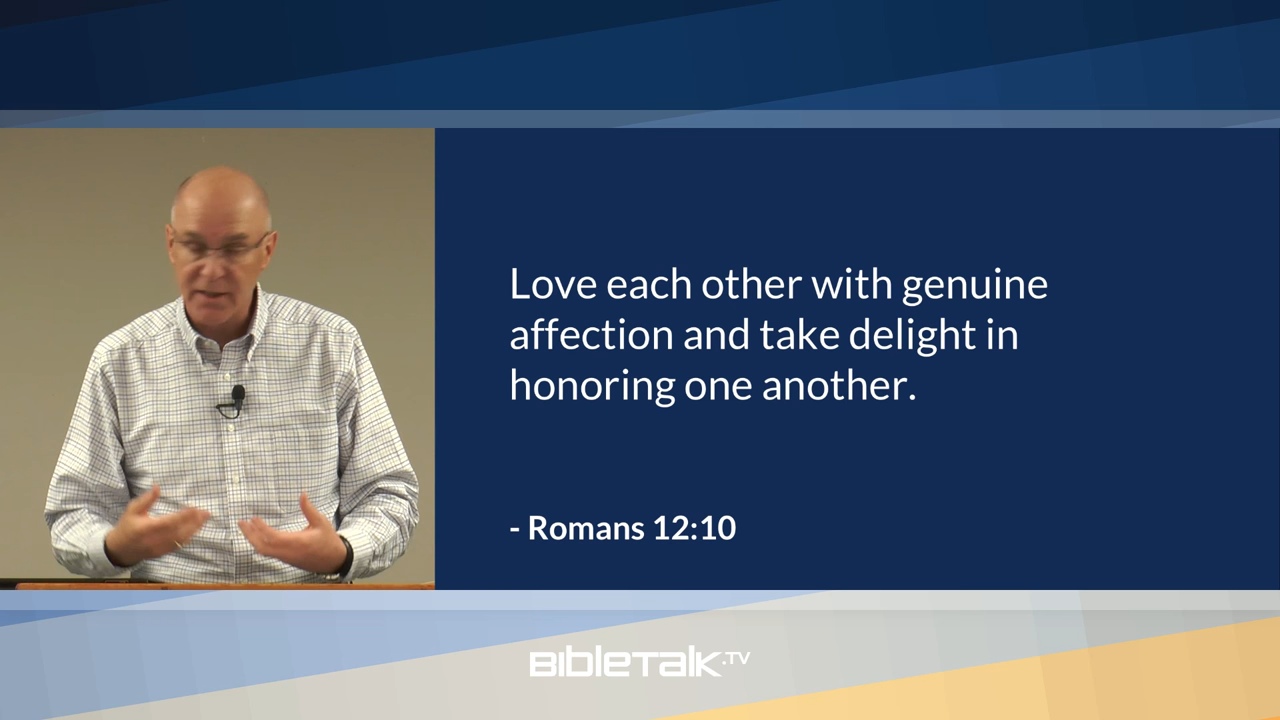 Love each other with genuine
affection and take delight in
honoring one another.
- Romans 12:10
BibleTalk.TV